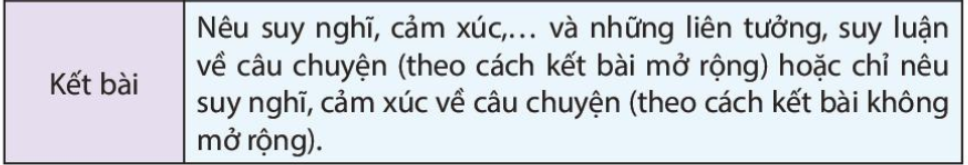 Kết bài
Nêu suy nghĩ, cảm xúc,... và những liên tưởng, suy luận
về câu chuyện (theo cách kết bài mở rộng) hoặc chỉ nêu
suy nghĩ, cảm xúc về câu chuyện (theo cách kết bài không
mở rộng).